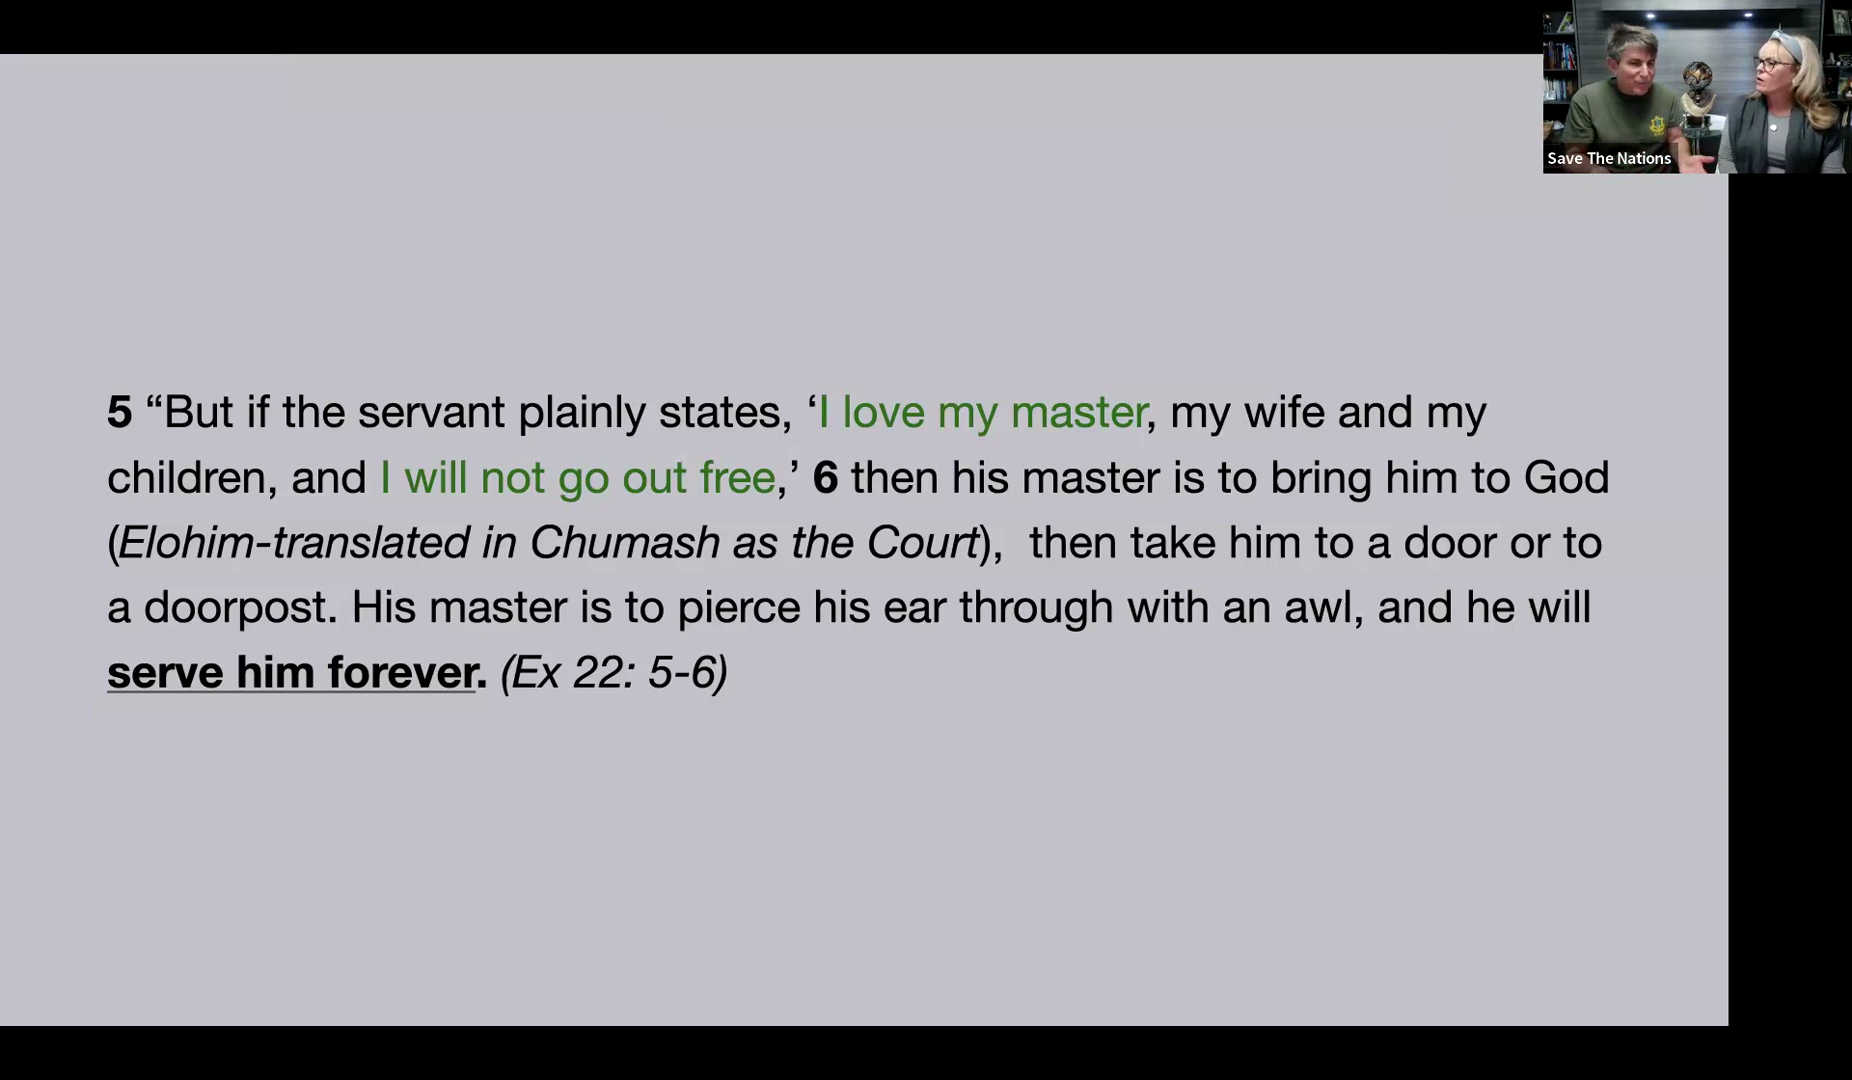 Save The Nations
5 “But if the servant plainly states, ‘I love my master, my wife and my
children, and I will not go out free,’ 6 then his master is to bring him to God
(Elohim-translated in Chumash as the Court),  then take him to a door or to
a doorpost. His master is to pierce his ear through with an awl, and he will
serve him forever. (Ex 22: 5-6)